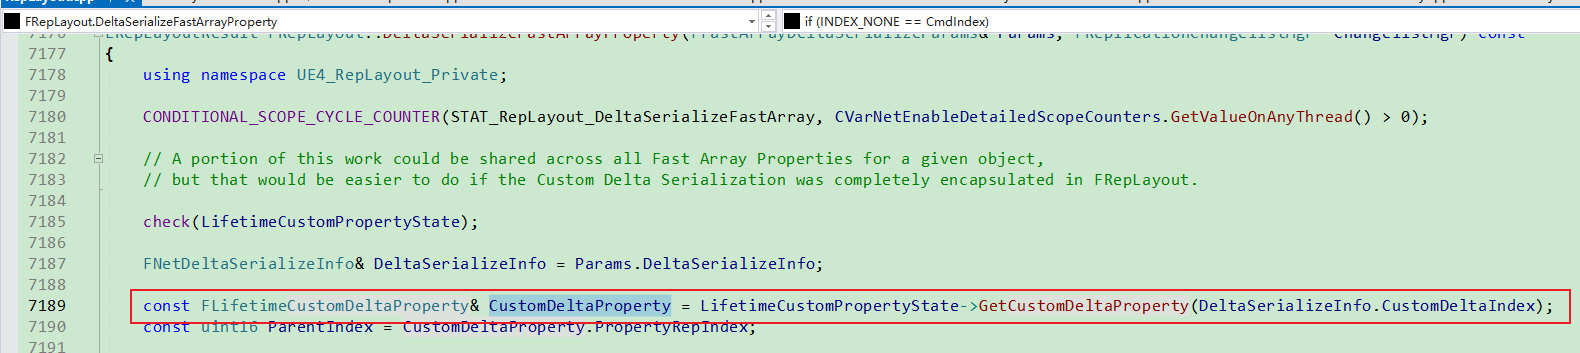 FRepLayout.DeltaSerializeFastArrayProperty
if (INDEX_NONE == CmdIndex)
7177 {
7178 using namespace UE4_RepLayout_Private;
7179
7180 CONDITIONAL_SCOPE_CYCLE_COUNTER(STAT_RepLayout_DeltaSerializeFastArray, CVarNetEnableDetailedScopeCounters.GetValueOnAnyThread() > 0);
7181
7182 // A portion of this work could be shared across all Fast Array Properties for a given object,
7183 // but that would be easier to do if the Custom Delta Serialization was completely encapsulated in FRepLayout.
7184
7185 check(LifetimeCustomPropertyState);
7186
7187 FNetDeltaSerializeInfo& DeltaSerializeInfo = Params.DeltaSerializeInfo;
7188
7189 const FLifetimeCustomDeltaProperty& CustomDeltaProperty = LifetimeCustomPropertyState->GetCustomDeltaProperty(DeltaSerializeInfo.CustomDeltaIndex);
7190 const uint16 ParentIndex = CustomDeltaProperty.PropertyRepIndex;
7191